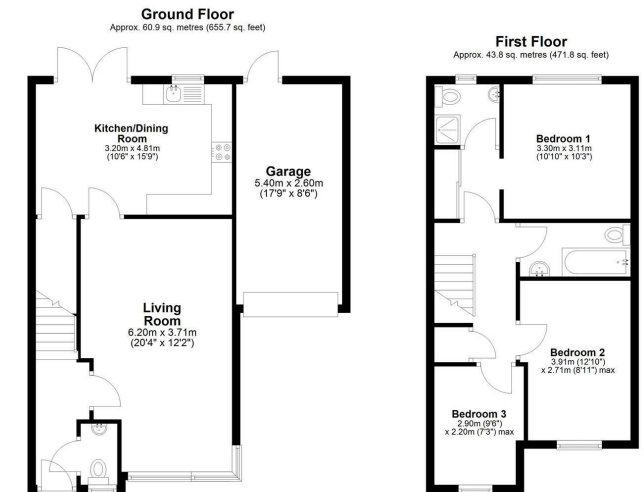 Ground Floor
Approx. 60.9 sq. metres (655.7 sq. feet)
Kitchen/Dining
Room
3.20m x 4.81m
(10'6" x 15'9")
Garage
5.40m x 2.60m
(17'9" x 8'6")
Living
Room
6.20m x 3.71m
(20'4" x 12'2")
First Floor
Approx. 43.8 sq. metres (471.8 sq. feet)
Bedroom 1
3.30m x 3.11m
(10'10" x 10'3")
Bedroom 2
3.91m (12'10")
x 2.71m (8'11") max
Bedroom 3
2.90m (9'6")
x 2.20m (7'3") max